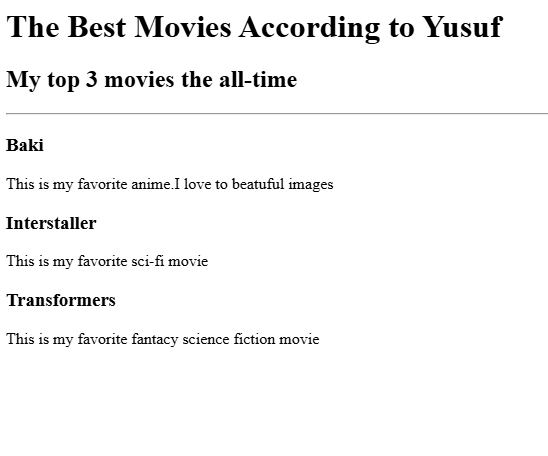 The Best Movies According to Yusuf
My top 3 movies the all-time
Baki
This is my favorite anime.I love to beatuful images
Interstaller
This is my favorite sci-fi movie
Transformers
This is my favorite fantacy science fiction movie